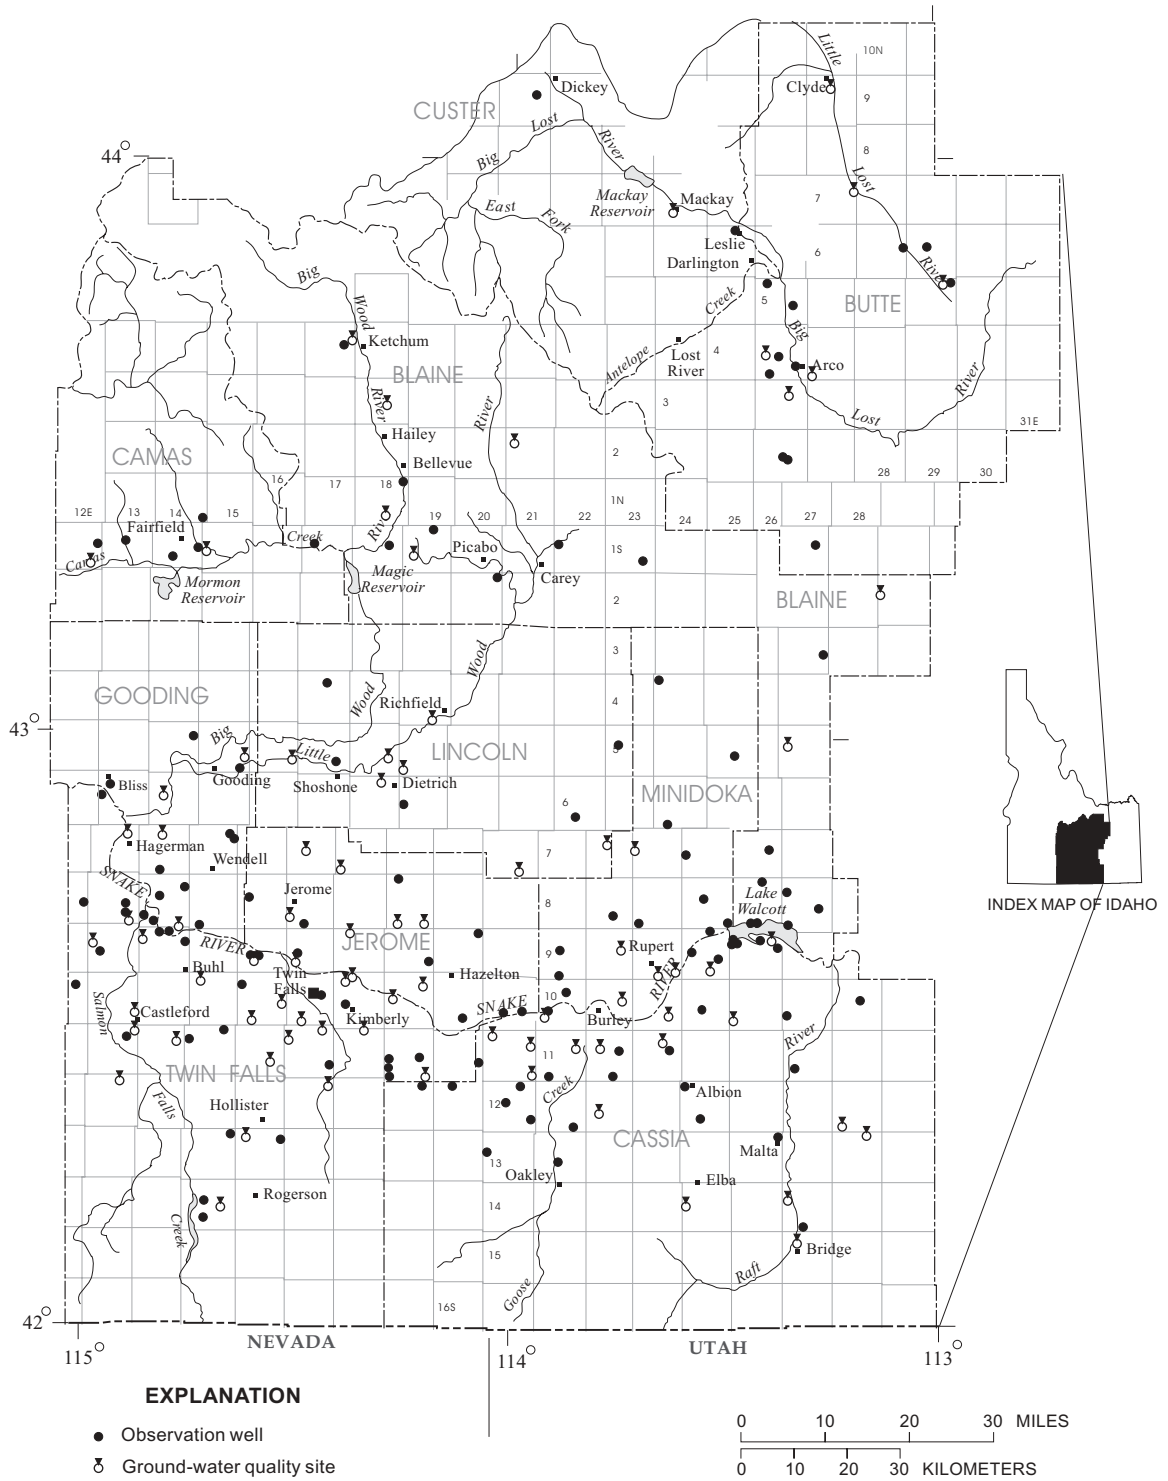 Little
10N
Dickey
Clyde
9
CUSTER
Lost
River
8
44°
Big
Lost
Mackay
Reservoir
Mackay
7
East
Fork
Leslie
6
Darlington
River
Big
Creek
5
BUTTE
Wood
Ketchum
Big
Antelope
Lost
River
4
Arco
BLAINE
River
River
River
Lost
3
31E
Hailey
CAMAS
Bellevue
2
16
17
18
28
29
30
1N
12E
13
14
15
19
20
21
22
23
24
25
26
27
28
Fairfield
River
Creek
Picabo
1S
Camas
Mormon
Reservoir
Magic
Reservoir
Carey
2
BLAINE
3
Wood
GOODING
Wood
Richfield
4
43°
Big
Little
LINCOLN
5
Bliss
Gooding
Shoshone
Dietrich
MINIDOKA
6
Hagerman
Wendell
7
SNAKE
Jerome
8
Lake
Walcott
INDEX MAP OF IDAHO
RIVER
JEROME
9
Rupert
Buhl
Twin
Falls
Hazelton
RIVER
Salmon
Castleford
Kimberly
SNAKE
10
Burley
River
11
TWIN FALLS
Creek
Albion
Falls
Hollister
12
CASSIA
Malta
13
Oakley
Elba
Rogerson
14
Creek
15
Bridge
Goose
Raft
16S
42°
NEVADA
UTAH
115°
114°
113°
EXPLANATION
Observation well
Ground-water quality site
0 10 20 30 MILES
0 10 20 30 KILOMETERS